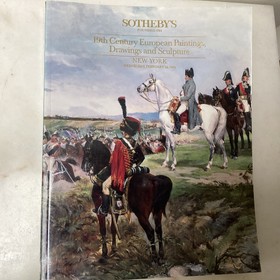 SOTHEBY'S
19th Century European Paintings,
Drawings and Sculpture
NEW YORK